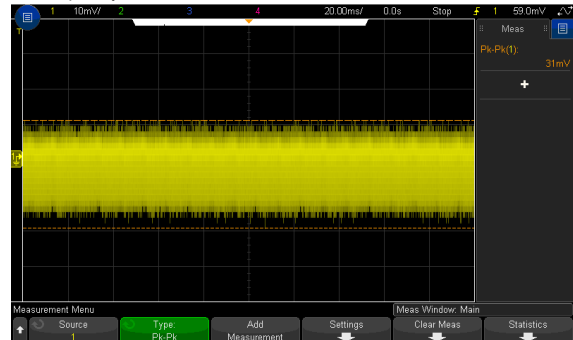 1 10mV/ 2 3 4 20.00ms/ 0.0s Stop 1 59.0mV
T
Meas
Pk-Pk(1):
31mV
+
1
Measurement Menu
Meas Window: Main
Source
1
Type:
Pk-Pk
Add
Measurement
Settings
Clear Meas
Statistics